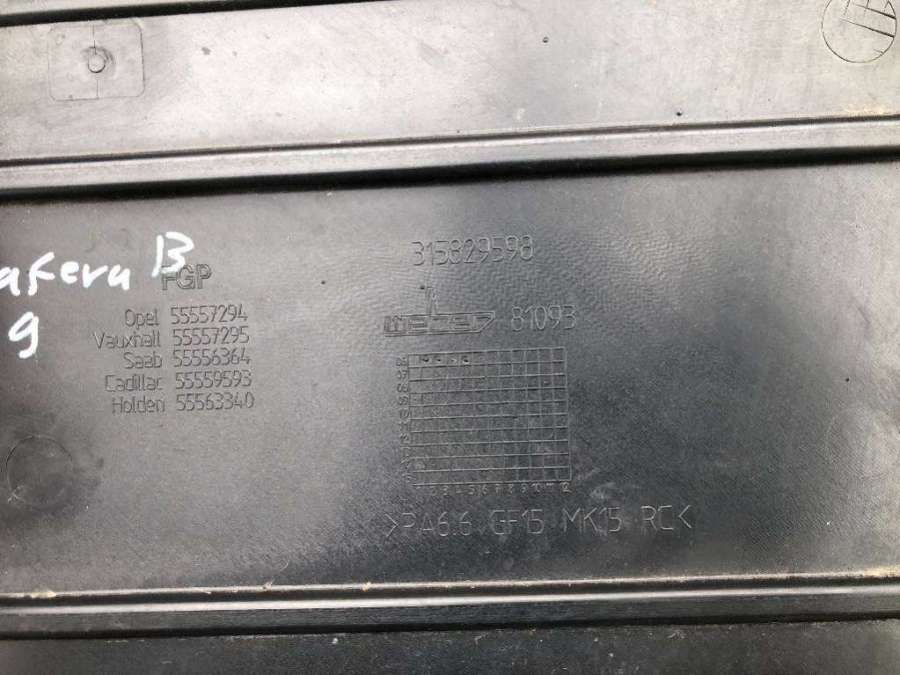 afera B
9
FGP
Opel 55557294
Vauxhall 55557295
Saab 55556364
Cadillac 55559593
Holden 55563340
315829598
81093
>PA6.6 GF15 MK15 RC<